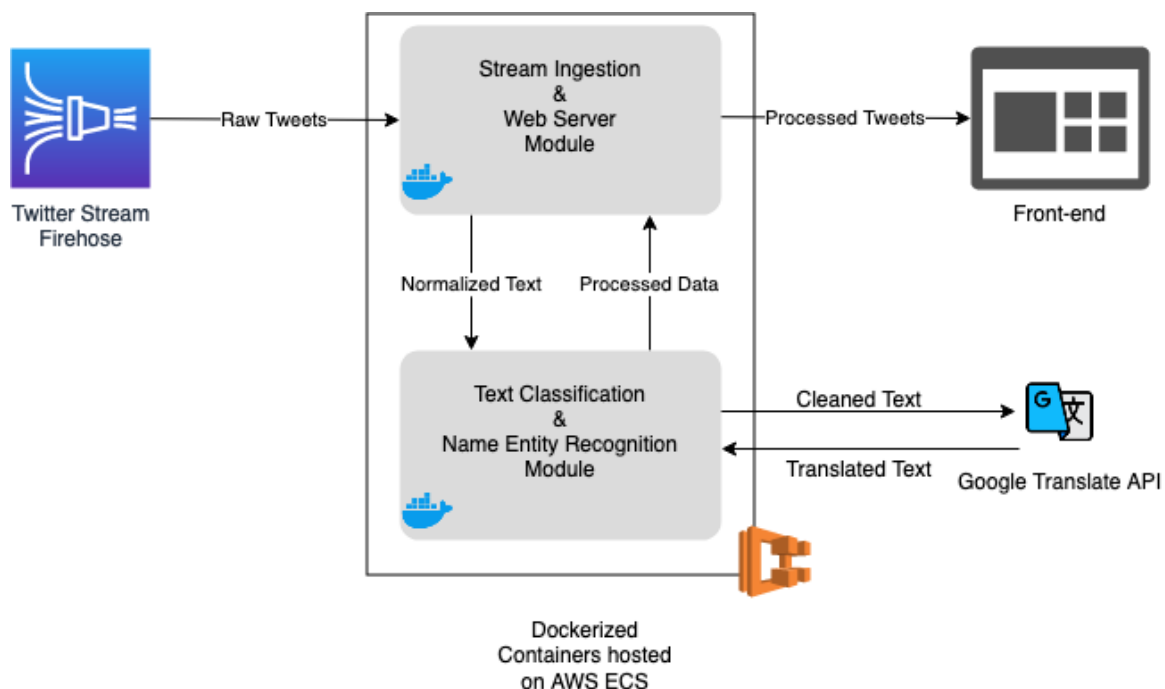 Stream Ingestion
&
Web Server
Module
Raw Tweets
Processed Tweets
Twitter Stream
Firehose
Front-end
Normalized Text
Processed Data
Text Classification
&
Name Entity Recognition
Module
Cleaned Text
G
文
Translated Text
Google Translate API
Dockerized
Containers hosted
on AWS ECS